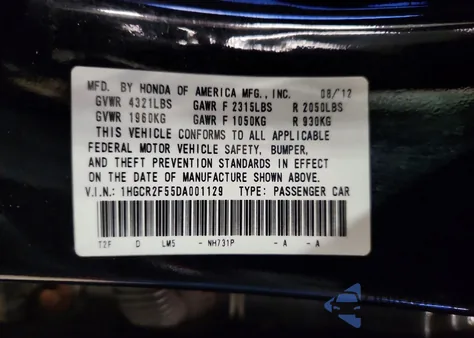 MFD. BY HONDA OF AMERICA MFG., INC. 08/12
GVWR 4321LBS GAWR F 2315LBS R 2050LBS
GVWR 1960KG GAWR F 1050KG R 930KG
THIS VEHICLE CONFORMS TO ALL APPLICABLE
FEDERAL MOTOR VEHICLE SAFETY, BUMPER,
AND THEFT PREVENTION STANDARDS IN EFFECT
ON THE DATE OF MANUFACTURE SHOWN ABOVE.
V.I.N.: 1HGCR2F55DA001129 TYPE: PASSENGER CAR
T2F D LM5 - NH731P - A - A